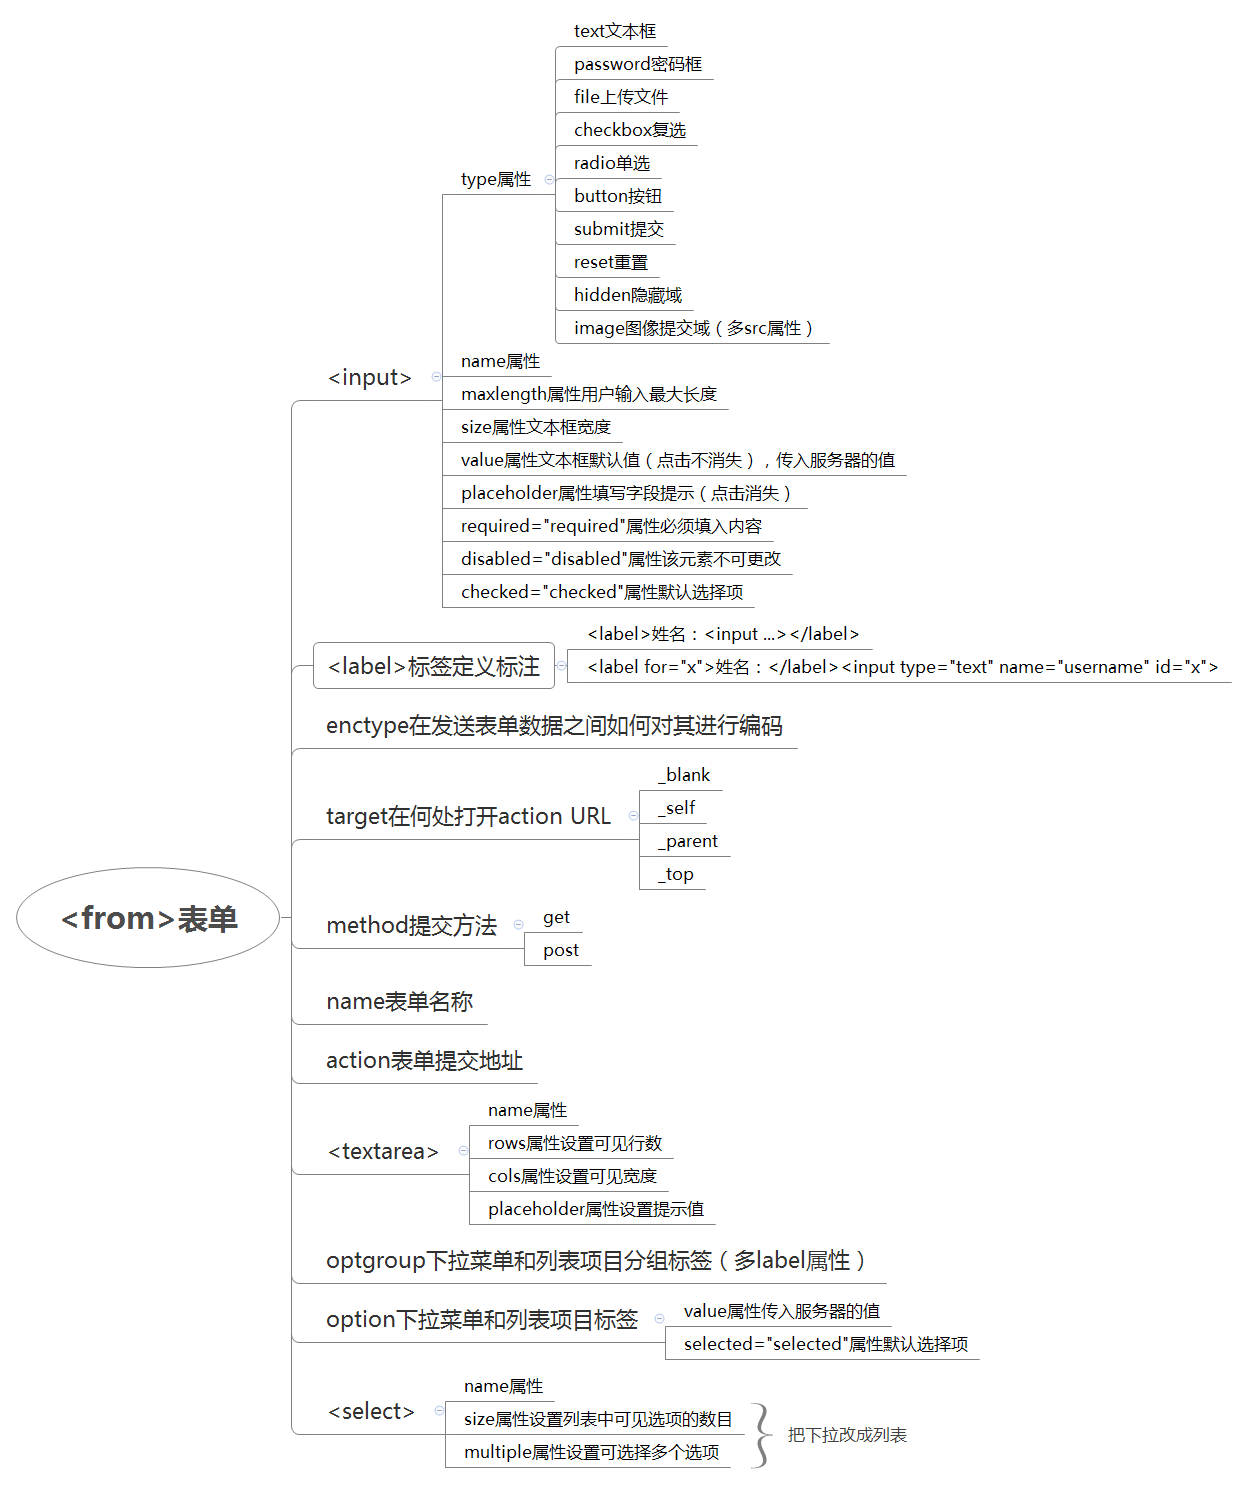 text文本框
password密码框
file上传文件
checkbox复选
radio单选
type属性
button按钮
submit提交
reset重置
hidden隐藏域
image图像提交域（多src属性）
<input>
name属性
maxlength属性用户输入最大长度
size属性文本框宽度
value属性文本框默认值（点击不消失），传入服务器的值
placeholder属性填写字段提示（点击消失）
required="required"属性必须填入内容
disabled="disabled"属性该元素不可更改
checked="checked"属性默认选择项
<label>标签定义标注
<label>姓名：<input ...></label>
<label for="x">姓名：</label><input type="text" name="username" id="x">
enctype在发送表单数据之间如何对其进行编码
target在何处打开action URL
_blank
_self
_parent
_top
<from>表单
method提交方法
get
post
name表单名称
action表单提交地址
<textarea>
name属性
rows属性设置可见行数
cols属性设置可见宽度
placeholder属性设置提示值
optgroup下拉菜单和列表项目分组标签（多label属性）
option下拉菜单和列表项目标签
value属性传入服务器的值
selected="selected"属性默认选择项
<select>
name属性
size属性设置列表中可见选项的数目
multiple属性设置可选择多个选项
把下拉改成列表